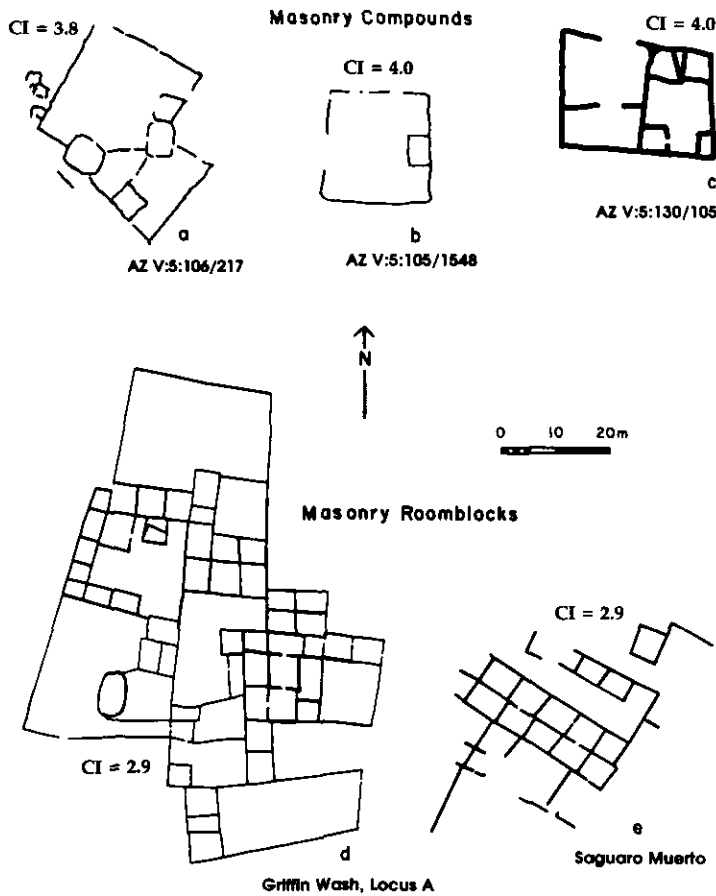 Masonry Compounds
CI = 3.8
CI = 4.0
CI = 4.0
a
AZ V:5:106/217
b
AZ V:5:105/1548
c
AZ V:5:130/105
N
0 10 20m
Masonry Roomblocks
CI = 2.9
CI = 2.9
d
Griffin Wash, Locus A
e
Saguaro Muerto